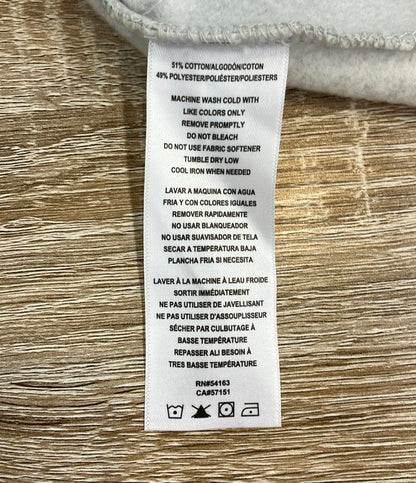 51% COTTON/ALGODÓN/COTON
49% POLYESTER/POLIÉSTER/POLIESTERS
MACHINE WASH COLD WITH
LIKE COLORS ONLY
REMOVE PROMPTLY
DO NOT BLEACH
DO NOT USE FABRIC SOFTENER
TUMBLE DRY LOW
COOL IRON WHEN NEEDED
LAVAR A MAQUINA CON AGUA
FRIA Y CON COLORES IGUALES
REMOVER RAPIDAMENTE
NO USAR BLANQUEADOR
NO USAR SUAVISADOR DE TELA
SECAR A TEMPERATURA BAJA
PLANCHA FRIA SI NECESITA
LAVER À LA MACHINE À LEAU FROIDE
SORTIR IMMÉDIATEMENT
NE PAS UTILISER DE JAVELLISANT
NE PAS UTILISER D'ASSOUPLISSEUR
SÉCHER PAR CULBUTAGE À
BASSE TEMPÉRATURE
REPASSER ALI BESOIN À
TRES BASSE TEMPÉRATURE
RN#54163
CA#57151